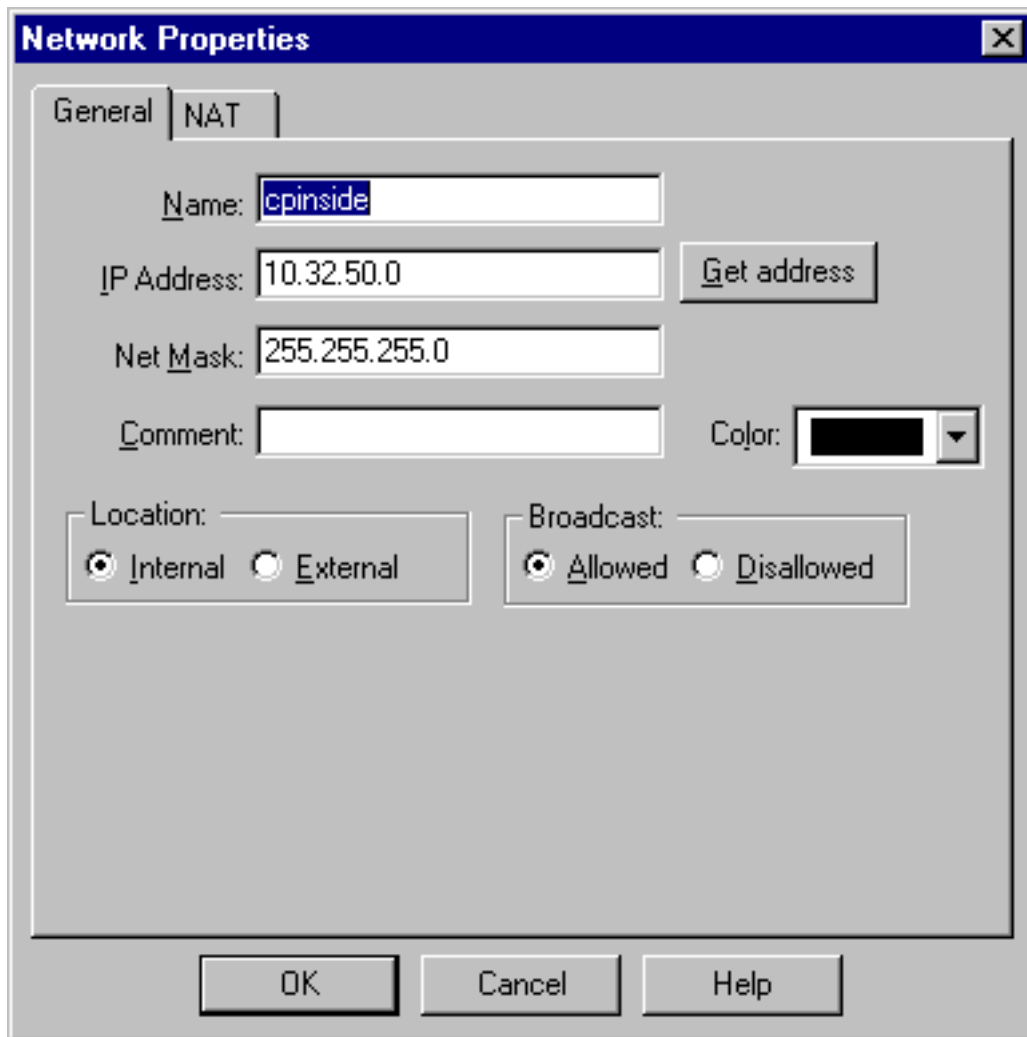 Network Properties
General NAT
Name: cpinside
IP Address: 10.32.50.0 Get address
Net Mask: 255.255.255.0
Comment: Color:
Location: Broadcast:
Internal External Allowed Disallowed
OK Cancel Help